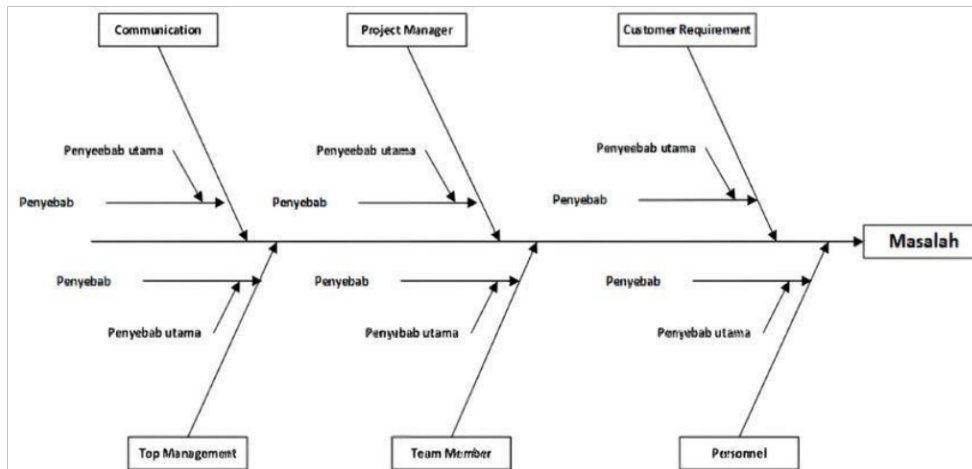 Communication
Project Manager
Customer Requirement
Penyeebab utama
Penyeebab utama
Penyeebab utama
Penyebab
Penyebab
Penyebab
Masalah
Penyebab
Penyebab
Penyebab
Penyebab utama
Penyebab utama
Penyebab utama
Top Management
Team Member
Personnel